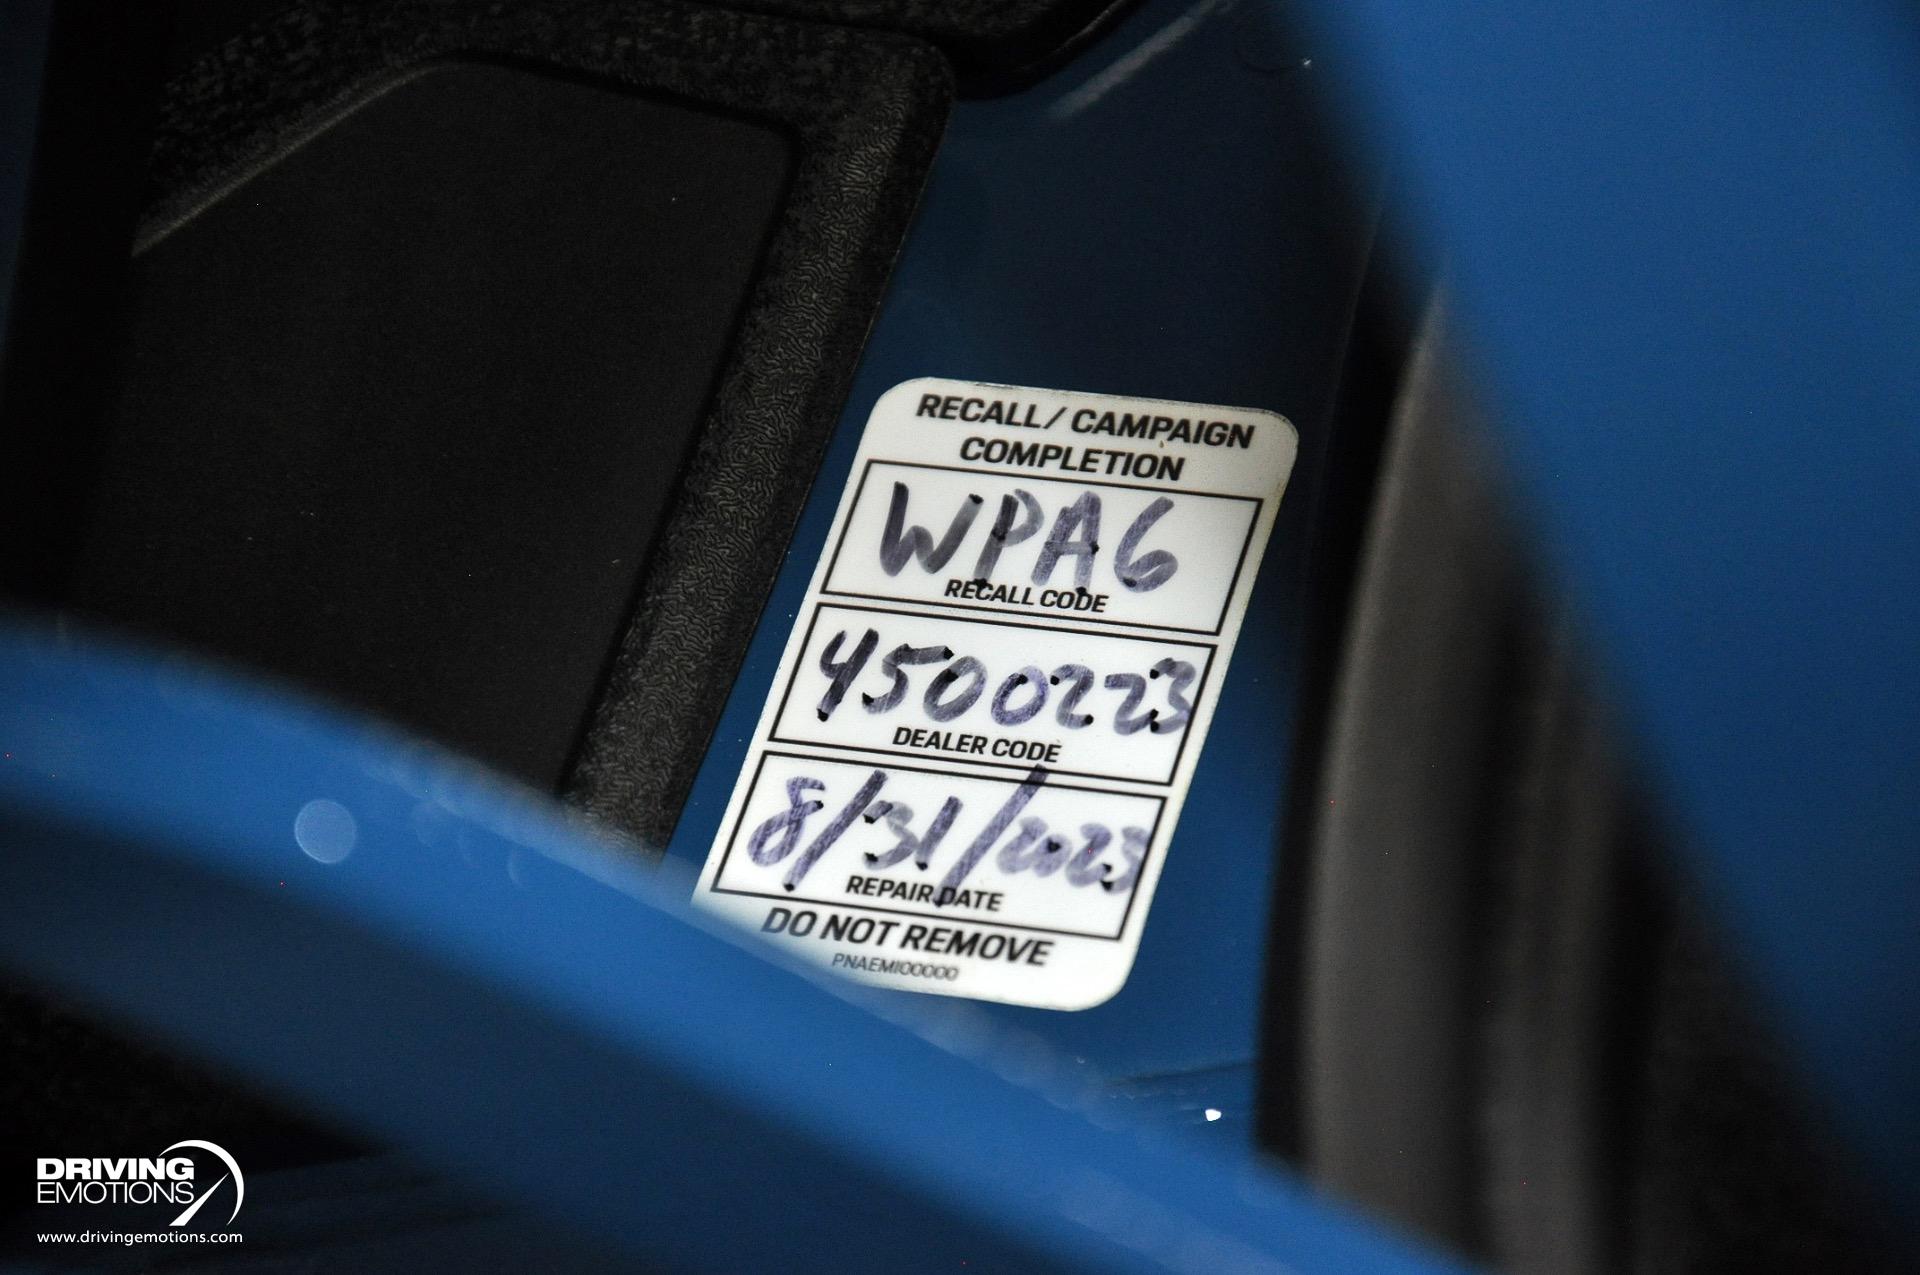 RECALL / CAMPAIGN
COMPLETION
WPA6
RECALL CODE
4500223
DEALER CODE
8/31/2023
REPAIR DATE
DO NOT REMOVE
PNAEMI00000
DRIVING
EMOTIONS
www.drivingemotions.com